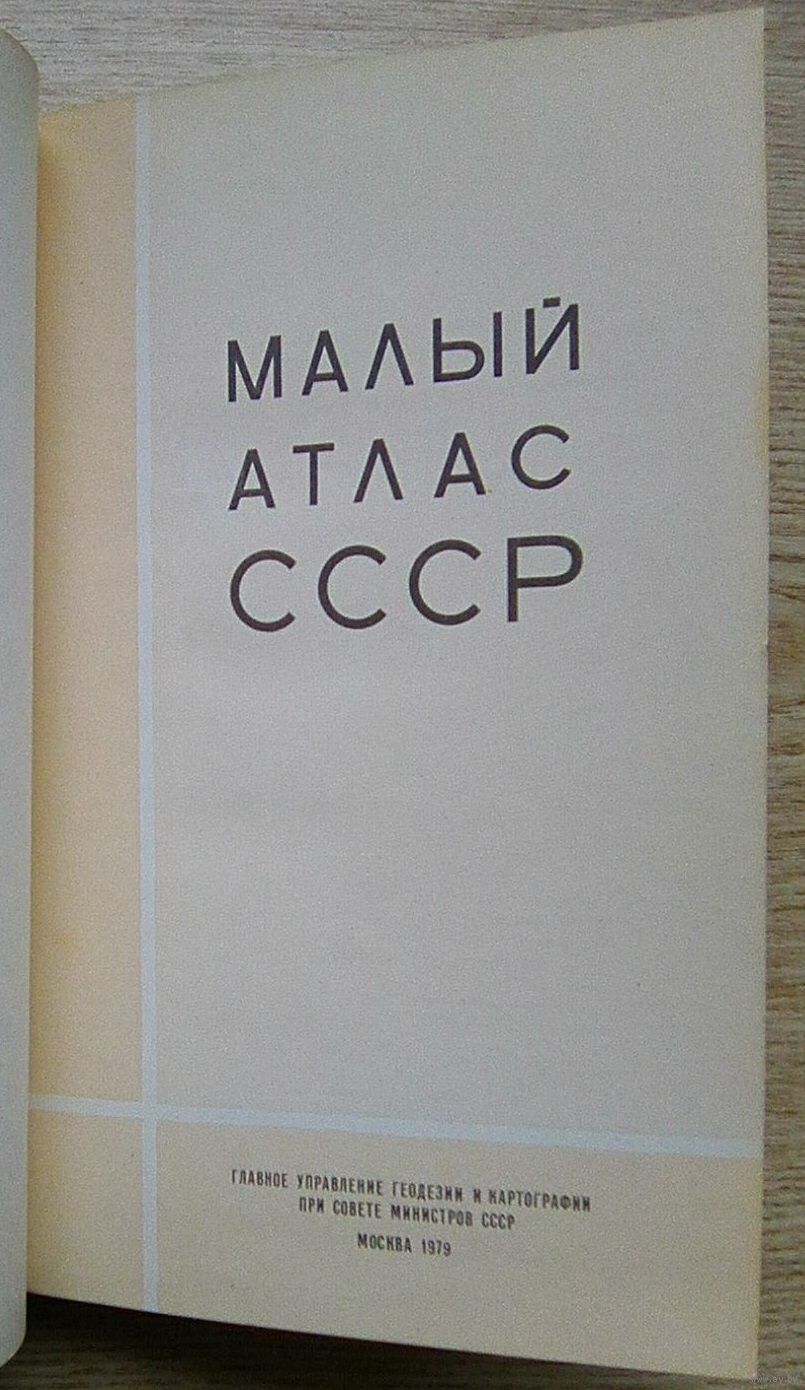 МАЛЫЙ
АТЛАС
СССР
ГЛАВНОЕ УПРАВЛЕНИЕ ГЕОДЕЗИИ И КАРТОГРАФИИ
ПРИ СОВЕТЕ МИНИСТРОВ СССР
МОСКВА 1979